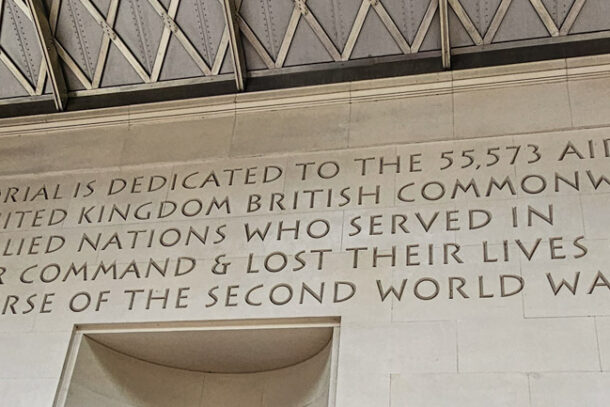 ORIAL IS DEDICATED TO THE 55,573 AI
NITED KINGDOM BRITISH COMMONW
LIED NATIONS WHO SERVED IN
R COMMAND & LOST THEIR LIVES
RSE OF THE SECOND WORLD WA